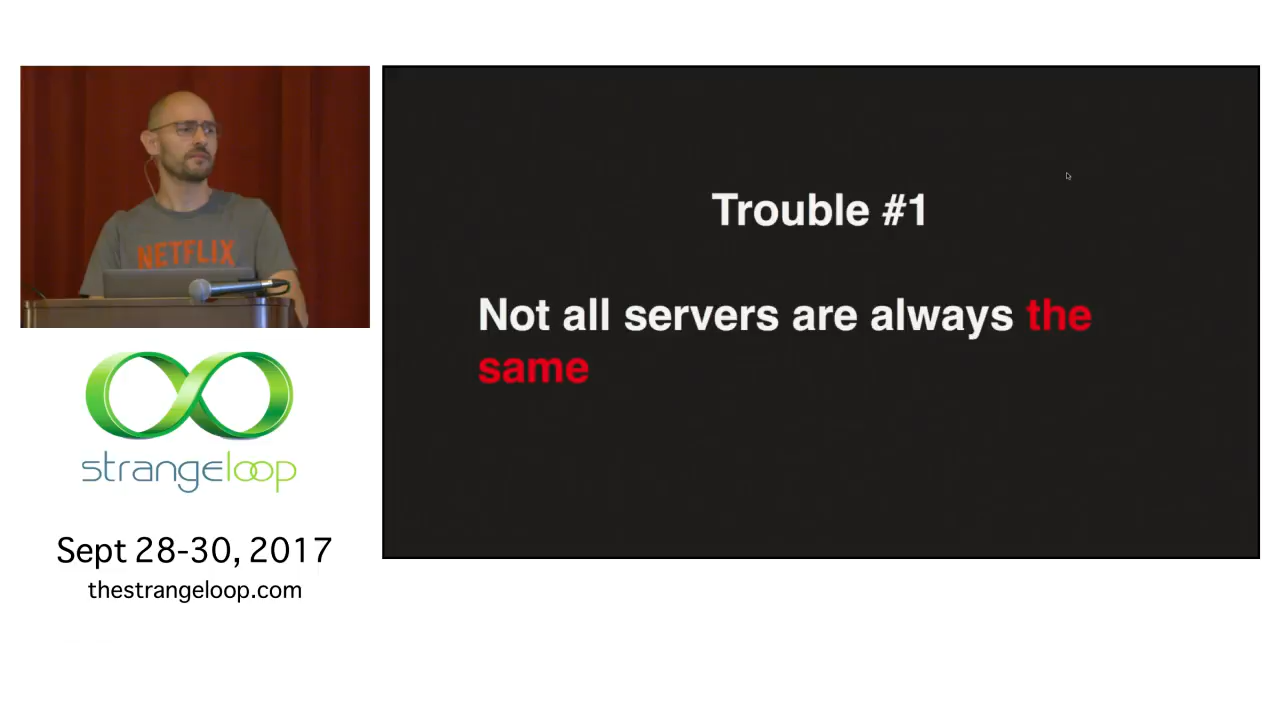 NETFLIX
Trouble #1
Not all servers are always the
same
strangeloop
Sept 28-30, 2017
thestrangeloop.com